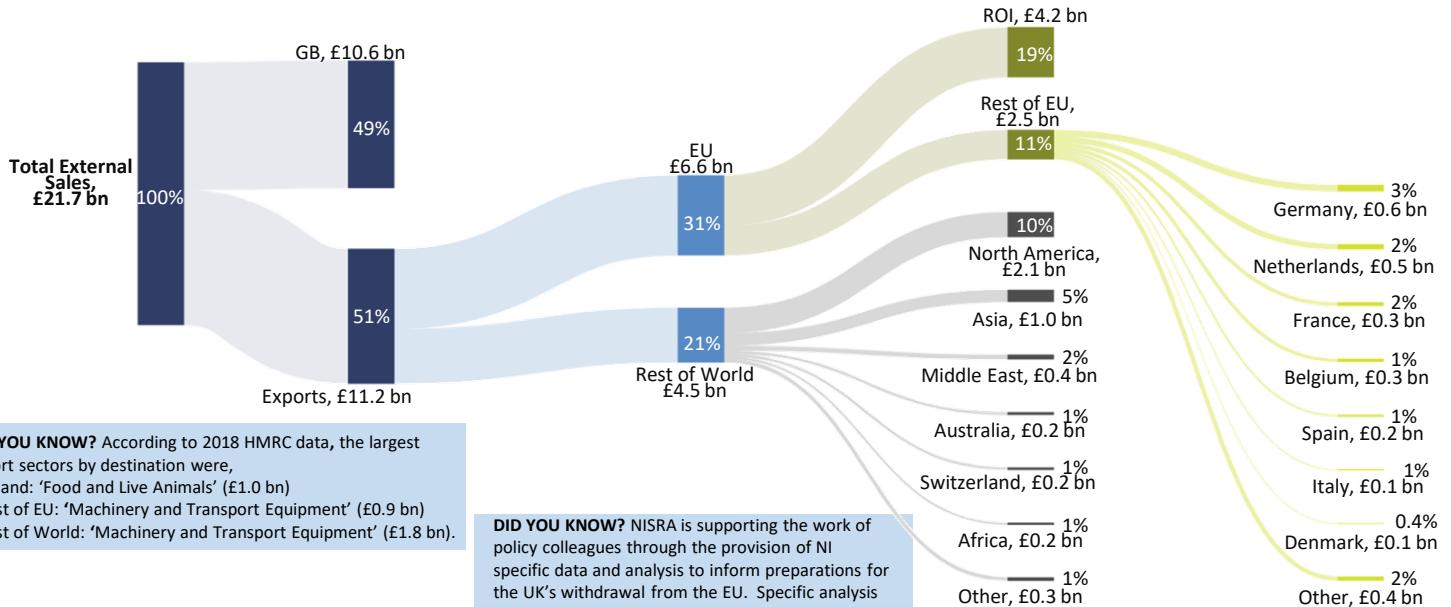 Total External
Sales,
£21.7 bn
100%
GB, £10.6 bn
49%
51%
Exports, £11.2 bn
EU
£6.6 bn
31%
21%
Rest of World
£4.5 bn
ROI, £4.2 bn
19%
Rest of EU,
£2.5 bn
11%
10%
North America,
£2.1 bn
5%
Asia, £1.0 bn
2%
Middle East, £0.4 bn
1%
Australia, £0.2 bn
1%
Switzerland, £0.2 bn
1%
Africa, £0.2 bn
1%
Other, £0.3 bn
3%
Germany, £0.6 bn
2%
Netherlands, £0.5 bn
2%
France, £0.3 bn
1%
Belgium, £0.3 bn
1%
Spain, £0.2 bn
1%
Italy, £0.1 bn
0.4%
Denmark, £0.1 bn
2%
Other, £0.4 bn
YOU KNOW? According to 2018 HMRC data, the largest
sectors by destination were,
'Food and Live Animals' (£1.0 bn)
of EU: 'Machinery and Transport Equipment' (£0.9 bn)
of World: 'Machinery and Transport Equipment' (£1.8 bn).
DID YOU KNOW? NISRA is supporting the work of
policy colleagues through the provision of NI
specific data and analysis to inform preparations for
the UK's withdrawal from the EU. Specific analysis